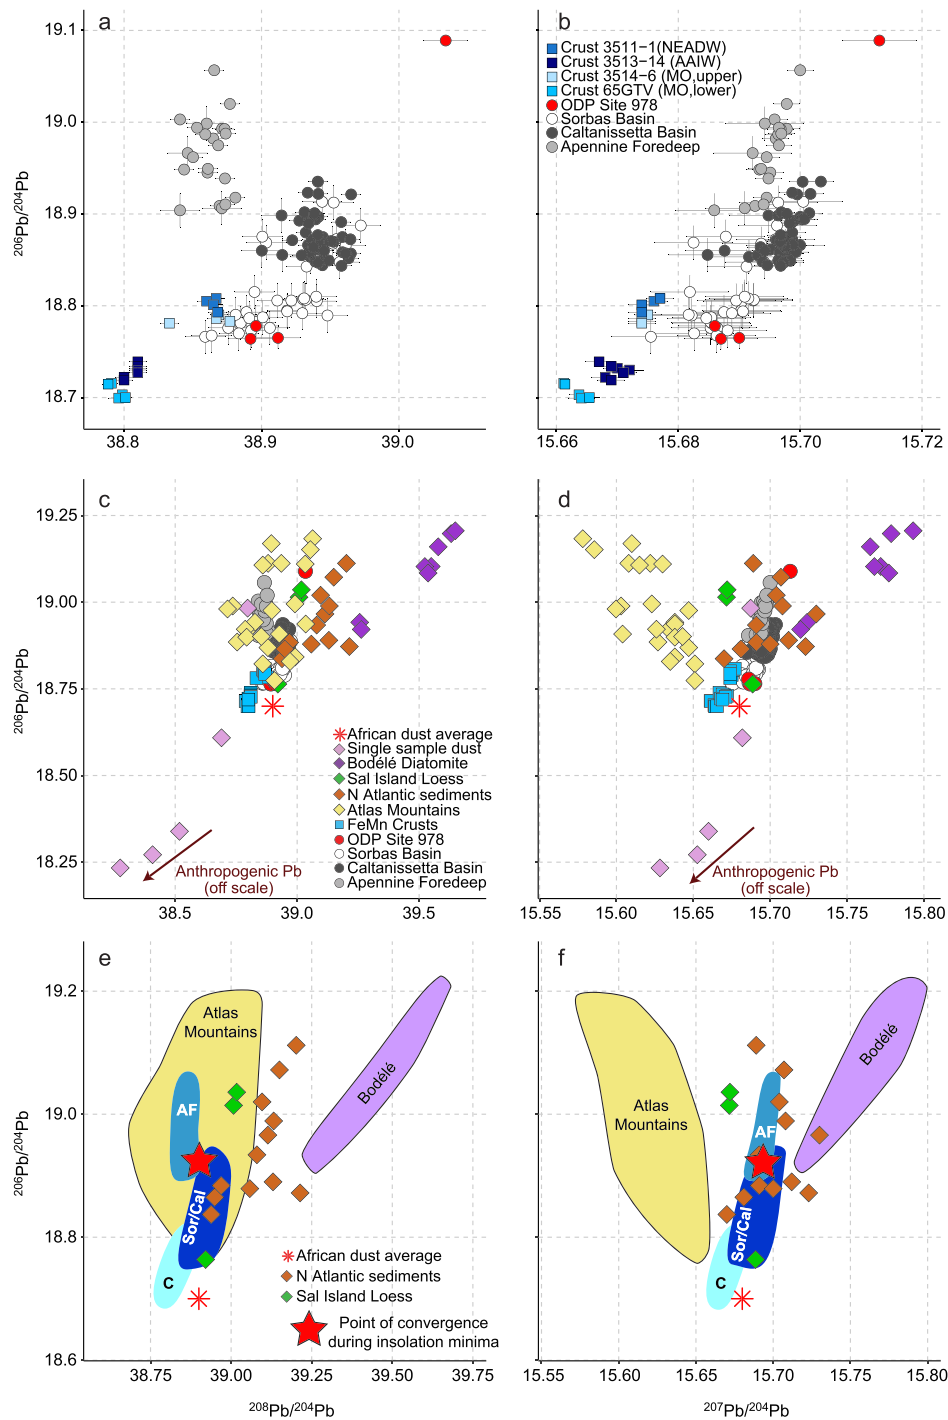 a
19.1
19.0
18.9
18.8
18.7
206Pb/204Pb
38.8
38.9
39.0
b
Crust 3511−1(NEADW)
Crust 3513−14 (AAIW)
Crust 3514−6 (MO,upper)
Crust 65GTV (MO,lower)
ODP Site 978
Sorbas Basin
Caltanissetta Basin
Apennine Foredeep
15.66
15.68
15.70
15.72
c
19.25
19.00
18.75
18.50
18.25
206Pb/204Pb
African dust average
Single sample dust
Bodélé Diatomite
Sal Island Loess
N Atlantic sediments
Atlas Mountains
FeMn Crusts
ODP Site 978
Sorbas Basin
Caltanissetta Basin
Apennine Foredeep
Anthropogenic Pb
(off scale)
38.5
39.0
39.5
d
Anthropogenic Pb
(off scale)
15.55
15.60
15.65
15.70
15.75
15.80
e
19.2
19.0
18.8
18.6
206Pb/204Pb
Atlas
Mountains
AF
Bodélé
Sor/Cal
C
African dust average
N Atlantic sediments
Sal Island Loess
Point of convergence
during insolation minima
38.75
39.00
39.25
39.50
39.75
208Pb/204Pb
f
Atlas
Mountains
AF
Bodélé
Sor/Cal
C
15.55
15.60
15.65
15.70
15.75
15.80
207Pb/204Pb